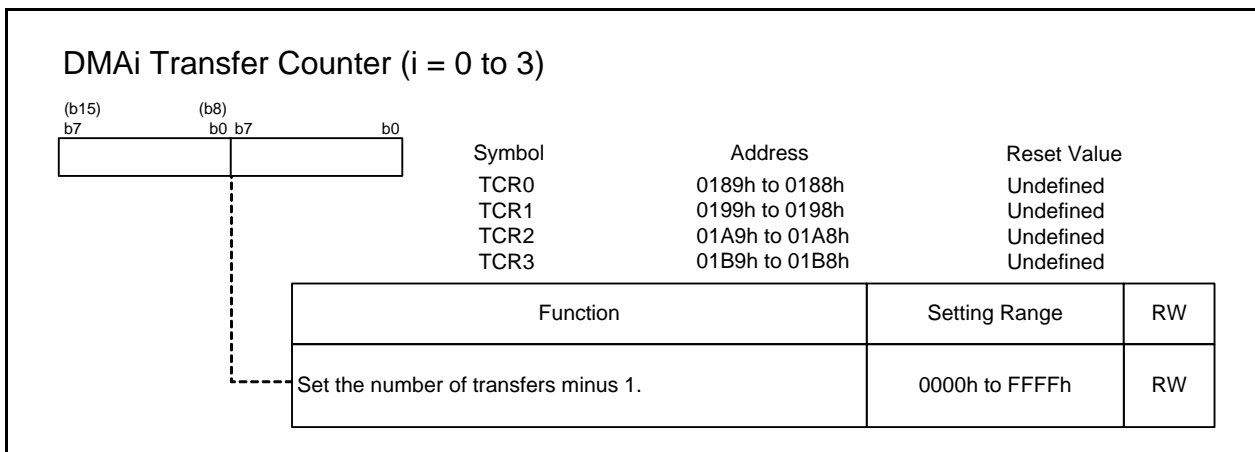 DMAi Transfer Counter (i = 0 to 3)
(b15) (b8)
b7 b0 b7 b0
Symbol Address Reset Value
TCR0 0189h to 0188h Undefined
TCR1 0199h to 0198h Undefined
TCR2 01A9h to 01A8h Undefined
TCR3 01B9h to 01B8h Undefined
Function Setting Range RW
Set the number of transfers minus 1. 0000h to FFFFh RW